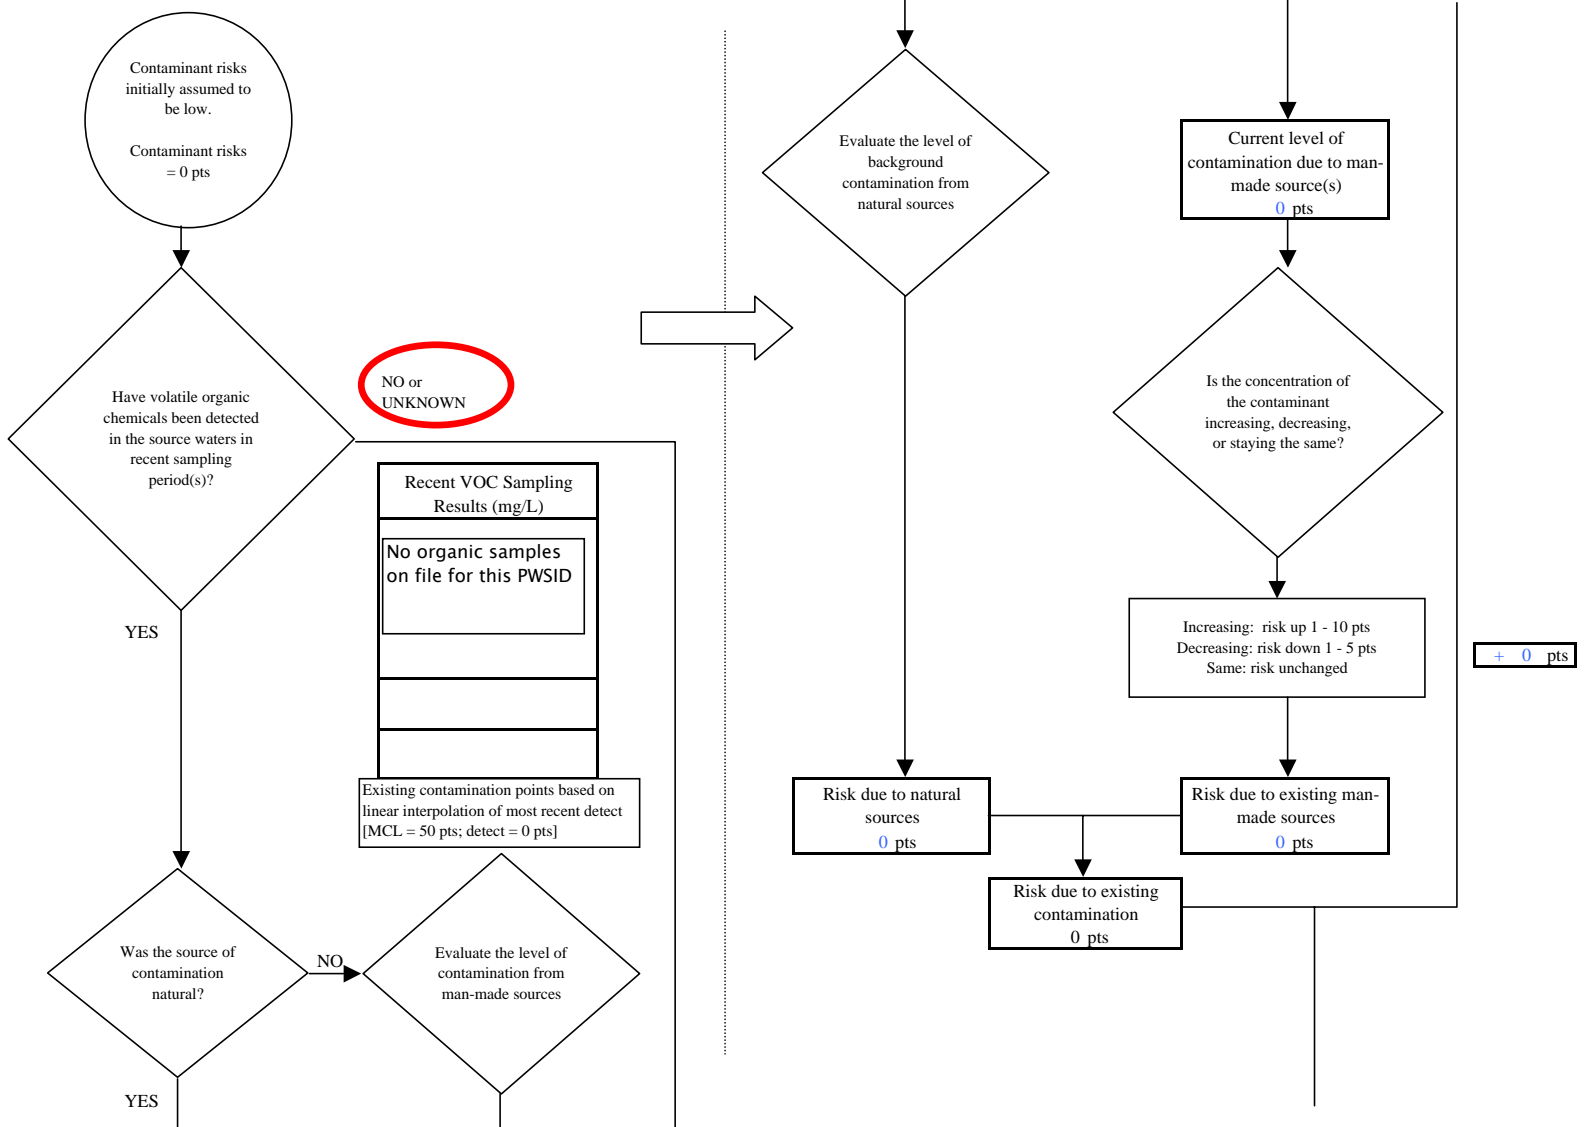 Contaminant risks
initially assumed to
be low.
Contaminant risks
= 0 pts
Have volatile organic
chemicals been detected
in the source waters in
recent sampling
period(s)?
NO or
UNKNOWN
Recent VOC Sampling
Results (mg/L)
No organic samples
on file for this PWSID
YES
Existing contamination points based on
linear interpolation of most recent detect
[MCL = 50 pts; detect = 0 pts]
Was the source of
contamination
natural?
NO
Evaluate the level of
contamination from
man-made sources
YES
Evaluate the level of
background
contamination from
natural sources
Current level of
contamination due to man-
made source(s)
0 pts
Is the concentration of
the contaminant
increasing, decreasing,
or staying the same?
Increasing: risk up 1 - 10 pts
Decreasing: risk down 1 - 5 pts
Same: risk unchanged
+ 0 pts
Risk due to natural
sources
0 pts
Risk due to existing man-
made sources
0 pts
Risk due to existing
contamination
0 pts